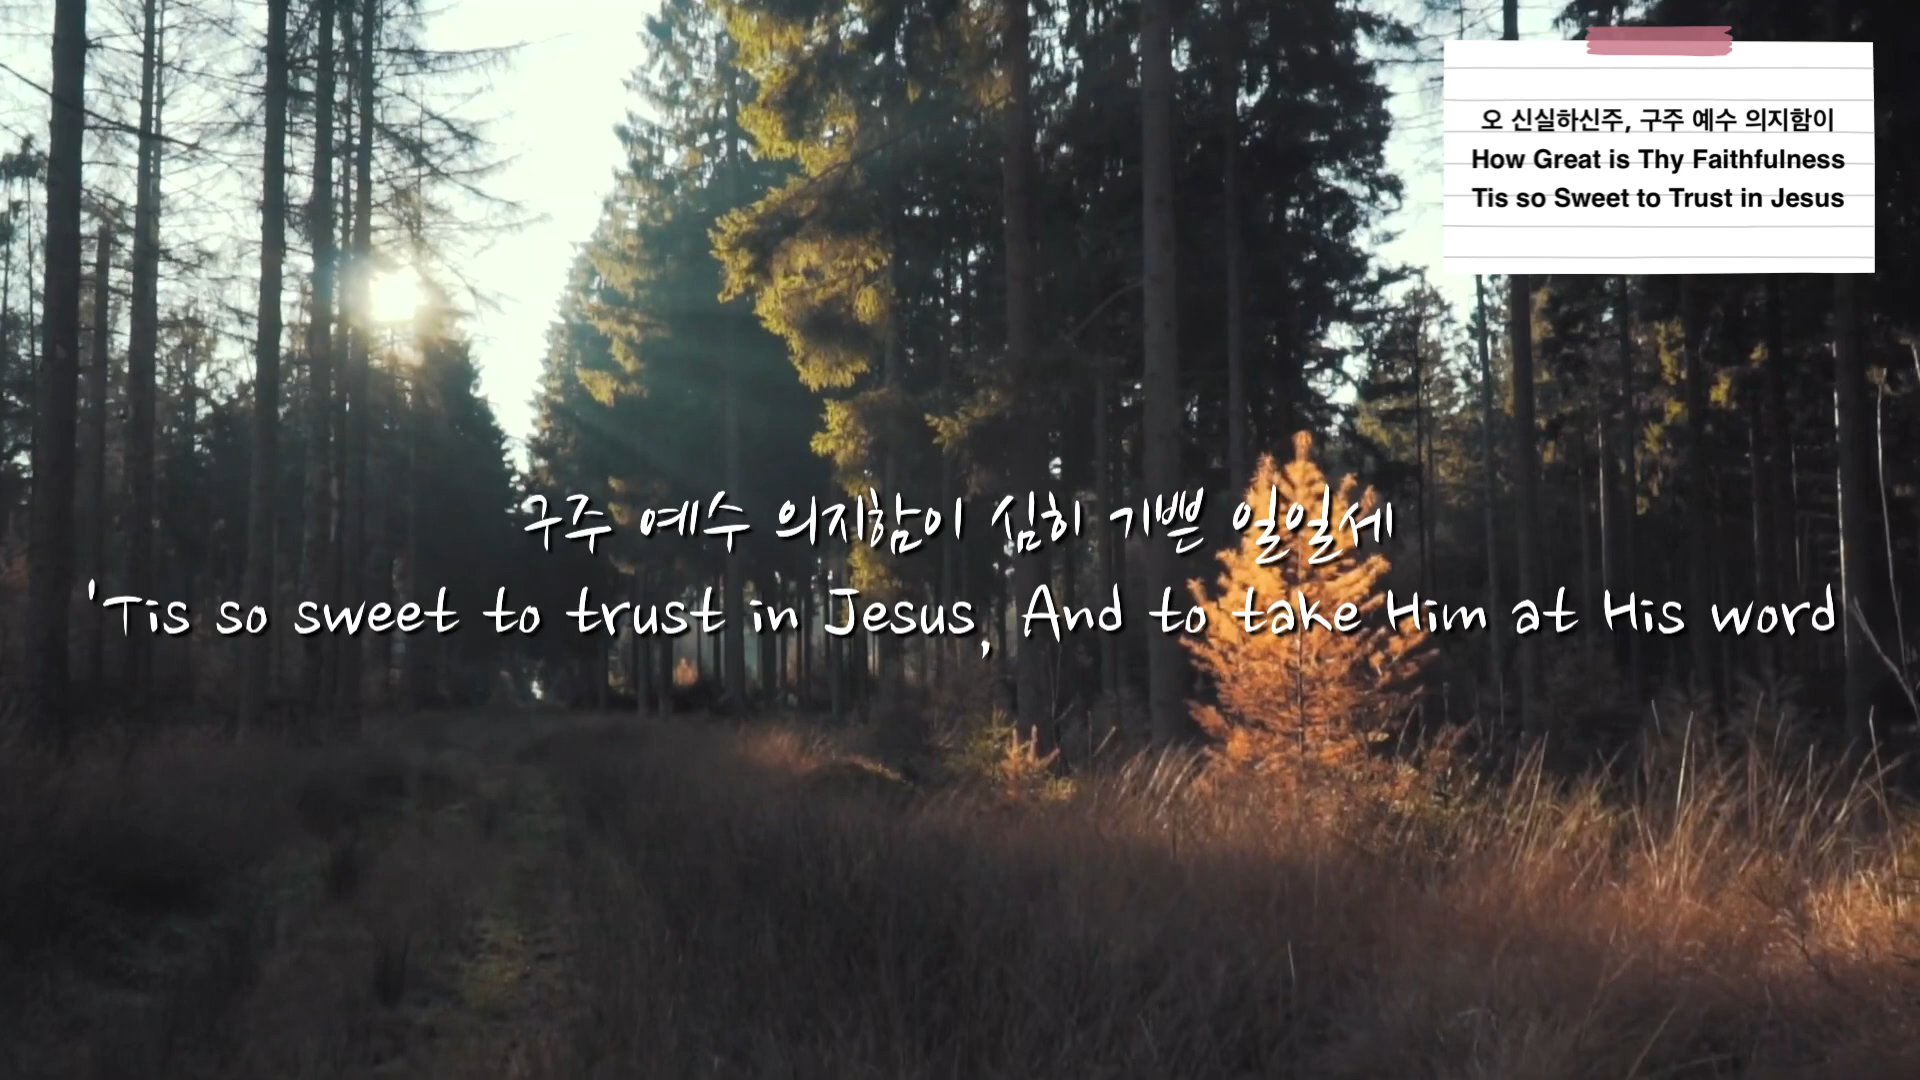 오 신실하신주, 구주 예수 의지함이
How Great is Thy Faithfulness
Tis so Sweet to Trust in Jesus
구주 예수 의지함이 심히 기쁜 일일세
'Tis so sweet to trust in Jesus, And to take Him at His word